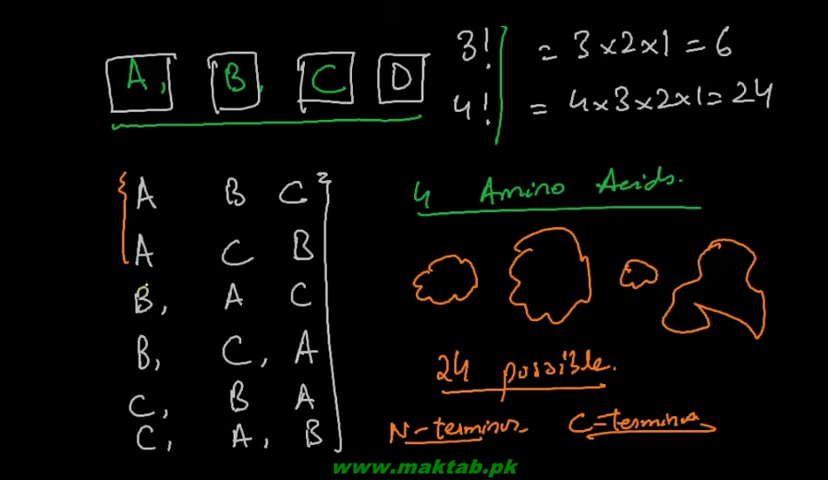 A, B, C D
3! = 3 x 2 x 1 = 6
4! = 4 x 3 x 2 x 1 = 24
A B C
A C B
B, A C
B, C, A
C, B A
C, A, B
4 Amino Acids.
24 possible.
N-terminus C-terminus
www.maktab.pk